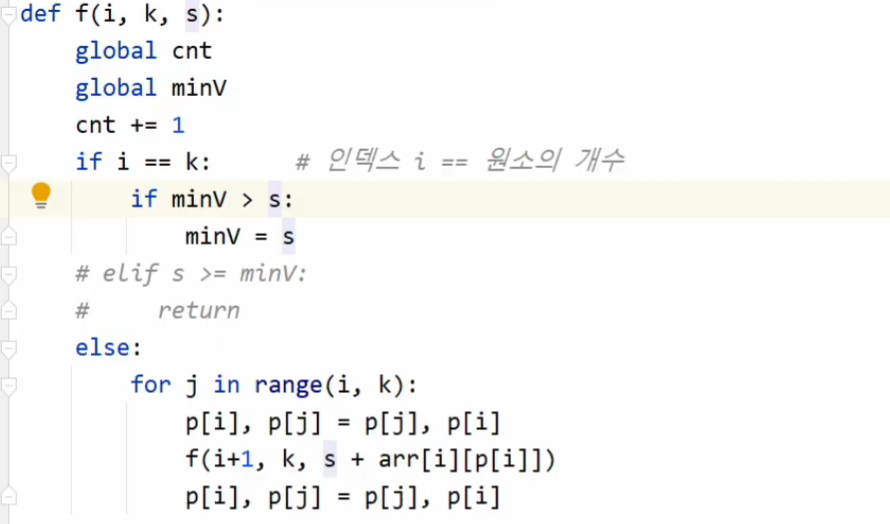 def f(i, k, s):
    global cnt
    global minV
    cnt += 1
    if i == k:      # 인덱스 i == 원소의 개수
        if minV > s:
            minV = s
    # elif s >= minV:
    #     return
    else:
        for j in range(i, k):
            p[i], p[j] = p[j], p[i]
            f(i+1, k, s + arr[i][p[i]])
            p[i], p[j] = p[j], p[i]